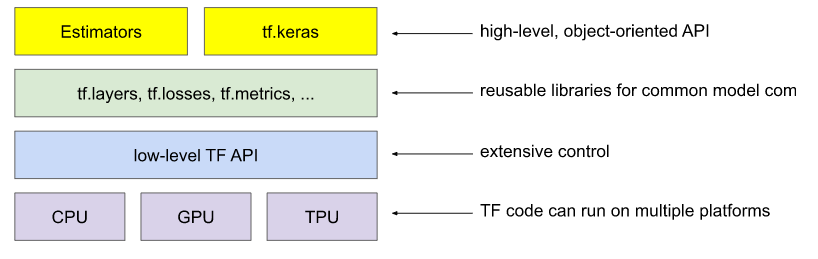 Estimators
tf.keras
high-level, object-oriented API
tf.layers, tf.losses, tf.metrics, ...
reusable libraries for common model com
low-level TF API
extensive control
CPU
GPU
TPU
TF code can run on multiple platforms